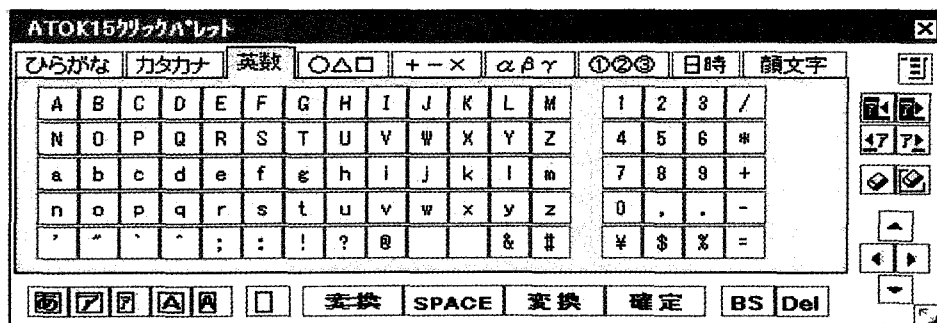 ATOK15クリックパレット
ひらがな カタカナ 英数 ○△□ +-× αβγ ①②③ 日時 顔文字
A B C D E F G H I J K L M 1 2 3 /
N O P Q R S T U V W X Y Z 4 5 6 *
a b c d e f g h i j k l m 7 8 9 +
n o p q r s t u v w x y z 0 , . -
; : ! ? @ & # ¥ $ % =
あ ア ア A A 変換 SPACE 変換 確定 BS Del